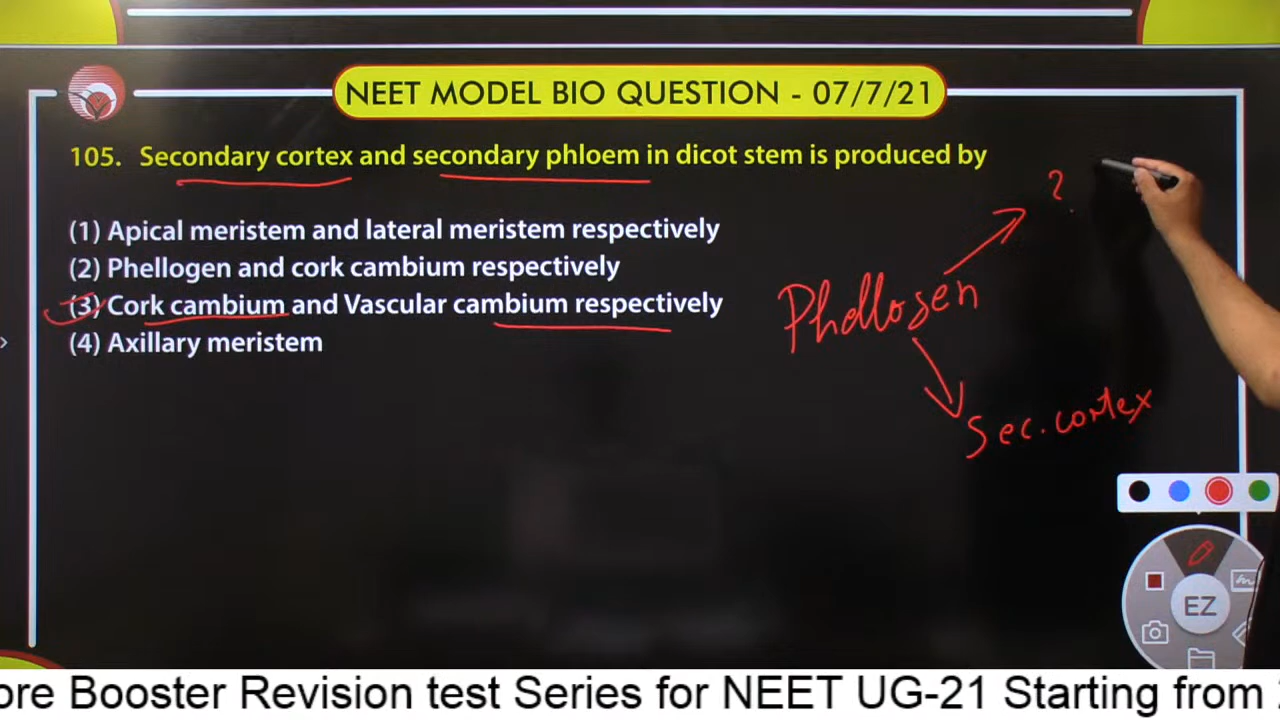 NEET MODEL BIO QUESTION - 07/7/21
105. Secondary cortex and secondary phloem in dicot stem is produced by
(1) Apical meristem and lateral meristem respectively
(2) Phellogen and cork cambium respectively
(3) Cork cambium and Vascular cambium respectively
(4) Axillary meristem
?
Phellogen
Sec. cortex
EZ
ore Booster Revision test Series for NEET UG-21 Starting from